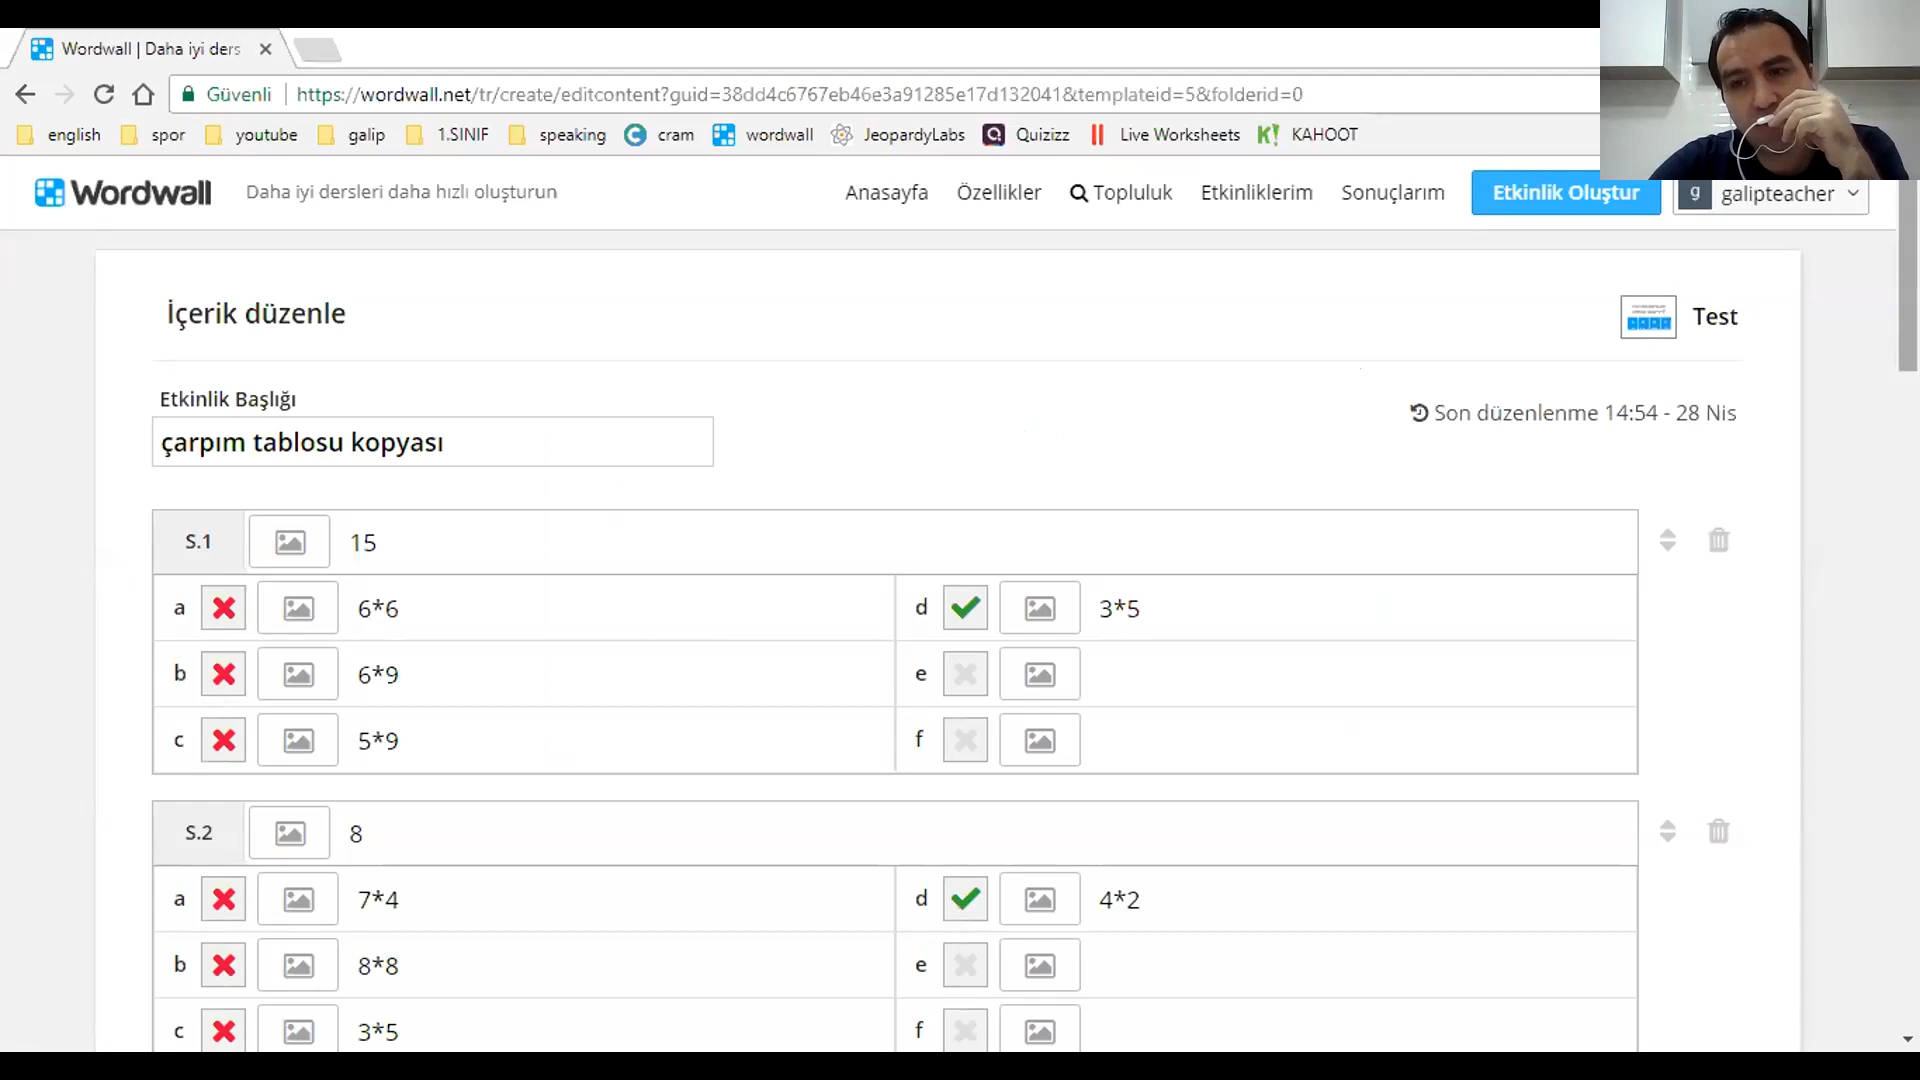 Wordwall | Daha iyi ders
Güvenli https://wordwall.net/tr/create/editcontent?guid=38dd4c6767eb46e3a91285e17d132041&templateid=5&folderid=0
english spor youtube galip 1.SINIF speaking cram wordwall JeopardyLabs Quizizz Live Worksheets KAHOOT
Wordwall Daha iyi dersleri daha hızlı oluşturun Anasayfa Özellikler Topluluk Etkinliklerim Sonuçlarım Etkinlik Oluştur g galipteacher
İçerik düzenle Test
Etkinlik Başlığı
çarpım tablosu kopyası Son düzenlenme 14:54 - 28 Nis
S.1 15
a 6*6 d 3*5
b 6*9 e
c 5*9 f
S.2 8
a 7*4 d 4*2
b 8*8 e
c 3*5 f